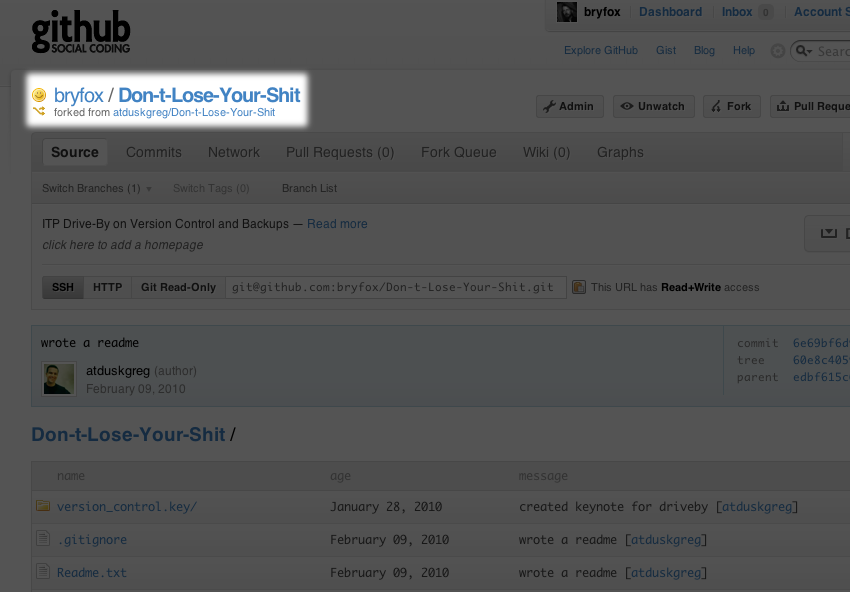 github
SOCIAL CODING
bryfox Dashboard Inbox 0 Account S
Explore GitHub Gist Blog Help Searc
bryfox / Don-t-Lose-Your-Shit
forked from atduskgreg/Don-t-Lose-Your-Shit
Admin Unwatch Fork Pull Reque
Source Commits Network Pull Requests (0) Fork Queue Wiki (0) Graphs
Switch Branches (1) Switch Tags (0) Branch List
ITP Drive-By on Version Control and Backups — Read more
click here to add a homepage
SSH HTTP Git Read-Only git@github.com:bryfox/Don-t-Lose-Your-Shit.git This URL has Read+Write access
wrote a readme
atduskgreg (author)
February 09, 2010
commit 6e69bf6d
tree 60e8c405
parent edbf615c
Don-t-Lose-Your-Shit /
name age message
version_control.key/ January 28, 2010 created keynote for driveby [atduskgreg]
.gitignore February 09, 2010 wrote a readme [atduskgreg]
Readme.txt February 09, 2010 wrote a readme [atduskgreg]